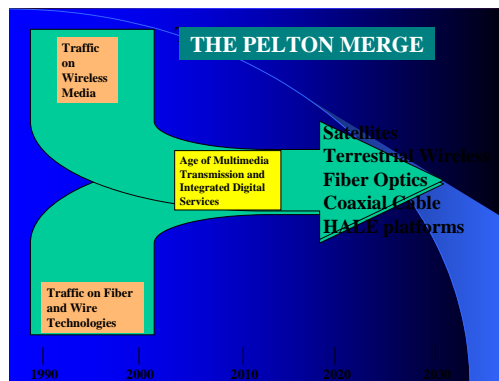 THE PELTON MERGE
Traffic
on
Wireless
Media
Satellites
Terrestrial Wireless
Fiber Optics
Coaxial Cable
HALE platforms
Age of Multimedia
Transmission and
Integrated Digital
Services
Traffic on Fiber
and Wire
Technologies
1990 2000 2010 2020 2030